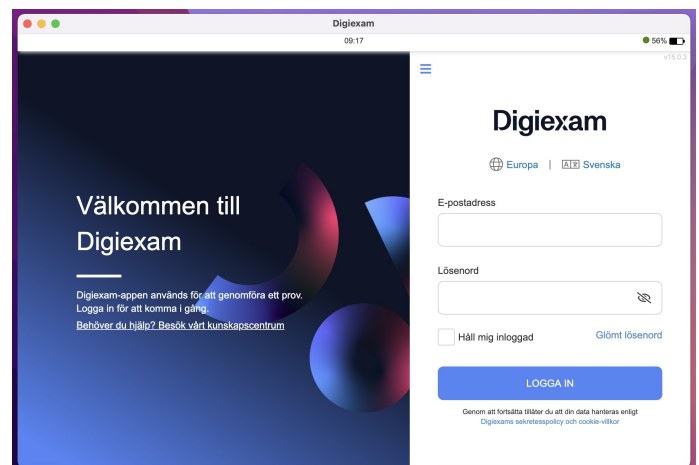 Digiexam
09:17
56%
v15.0.3
Välkommen till
Digiexam
Digiexam-appen används för att genomföra ett prov.
Logga in för att komma i gång.
Behöver du hjälp? Besök vårt kunskapscentrum
Digiexam
Europa | Svenska
E-postadress
Lösenord
Håll mig inloggad
Glömt lösenord
LOGGA IN
Genom att fortsätta tillåter du att din data hanteras enligt
Digiexams sekretesspolicy och cookie-villkor